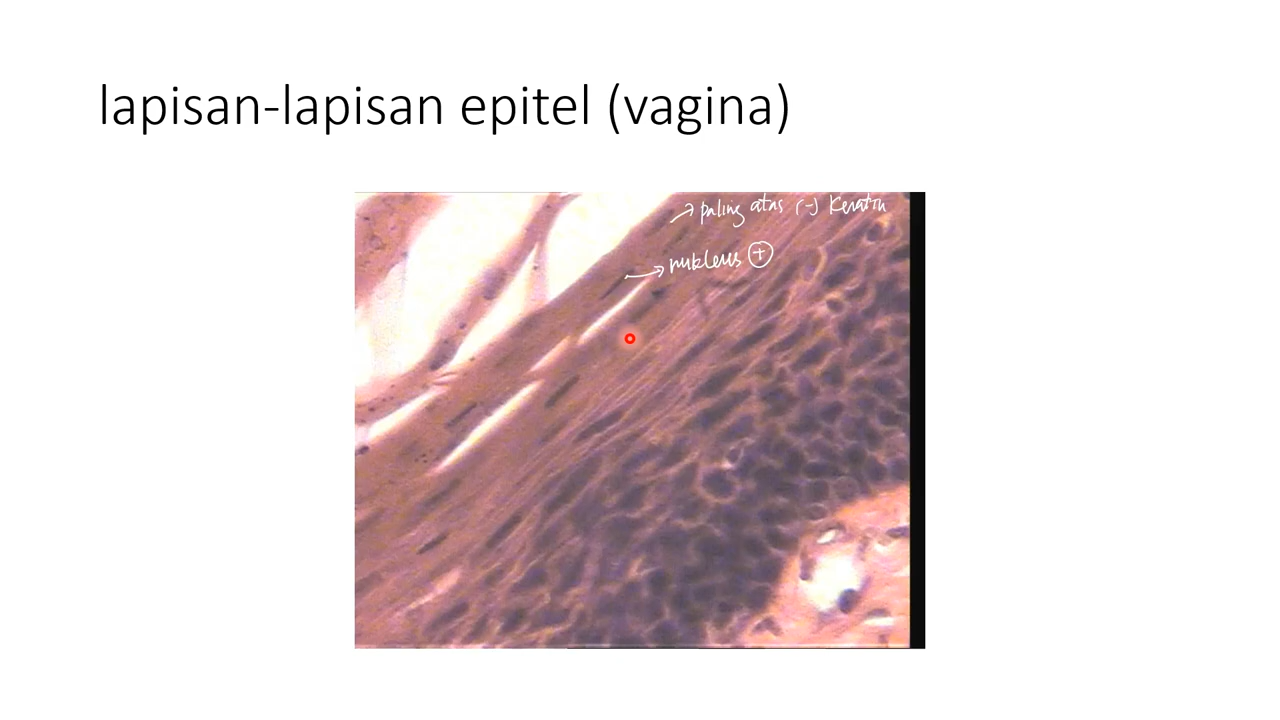 lapisan-lapisan epitel (vagina)
paling atas (-) Keratin
nukleus +